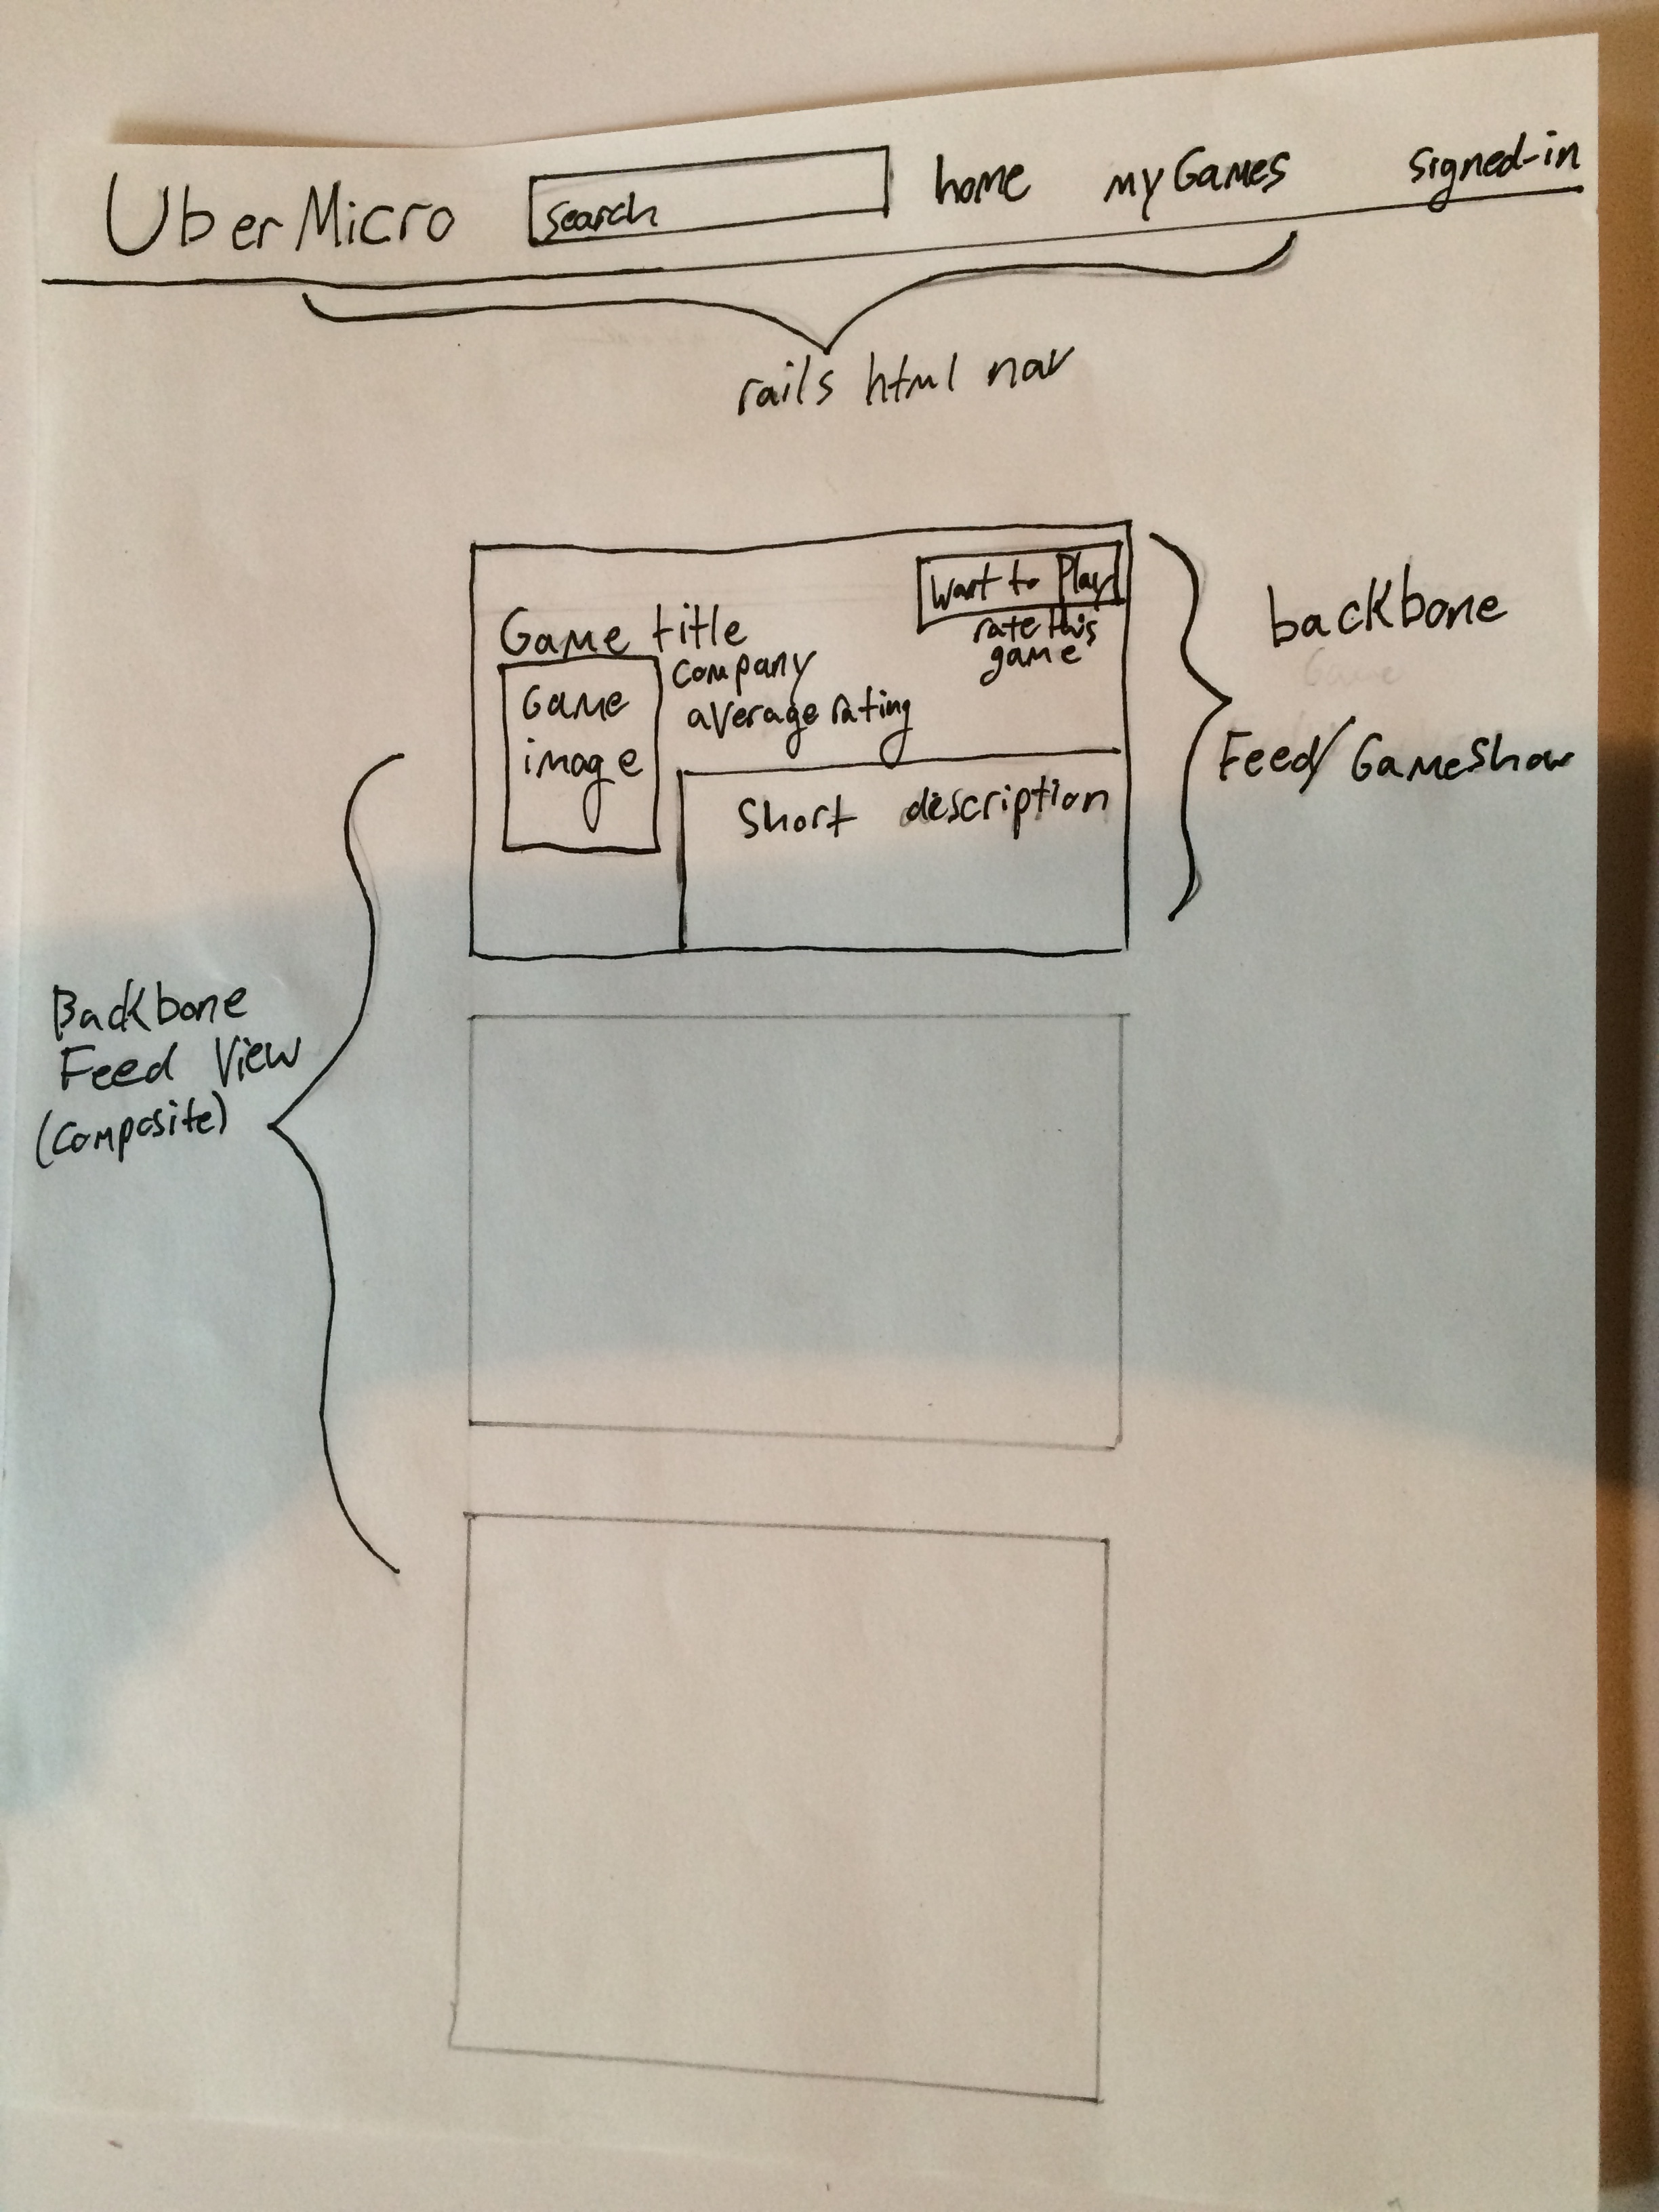 UberMicro search home myGames signed-in
rails html nav
Want to Play
rate this
game
Game title
company
average rating
Game
image
Short description
backbone
Feed/GameShow
Backbone
Feed View
(composite)